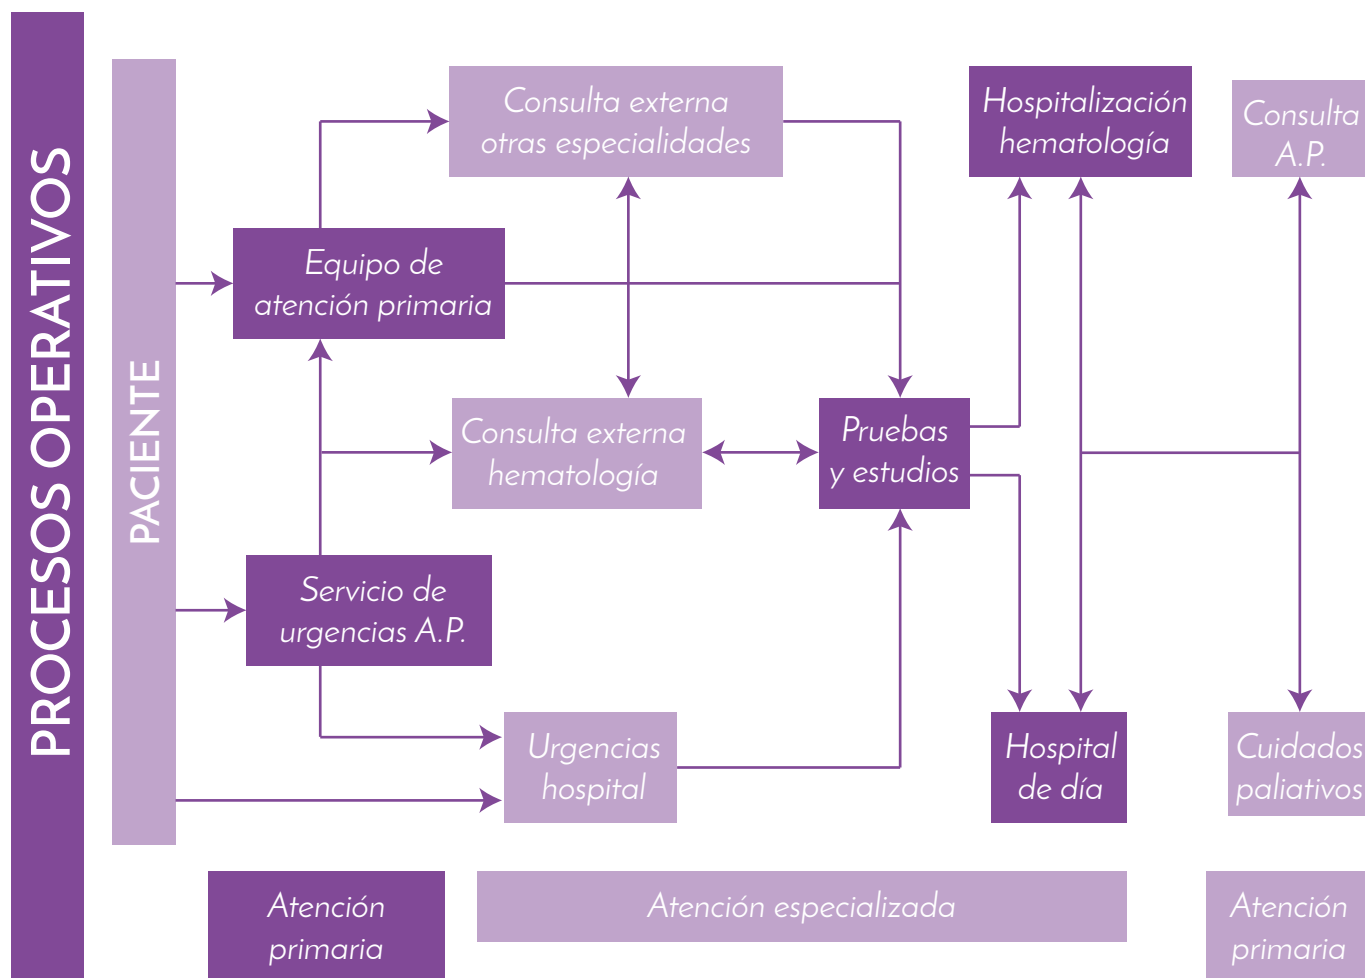 PROCESOS OPERATIVOS
PACIENTE
Consulta externa
otras especialidades
Hospitalización
hematología
Consulta
A.P.
Equipo de
atención primaria
Consulta externa
hematología
Pruebas
y estudios
Servicio de
urgencias A.P.
Urgencias
hospital
Hospital
de día
Cuidados
paliativos
Atención
primaria
Atención especializada
Atención
primaria